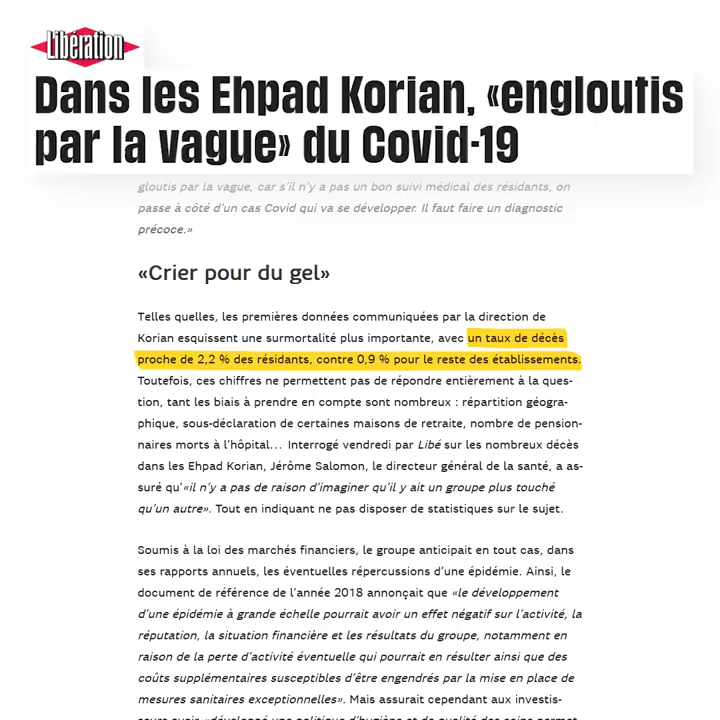 Libération
Dans les Ehpad Korian, «engloutis
par la vague» du Covid-19
gloutis par la vague, car s'il n'y a pas un bon suivi médical des résidants, on
passe à côté d'un cas Covid qui va se développer. Il faut faire un diagnostic
précoce.»
«Crier pour du gel»
Telles quelles, les premières données communiquées par la direction de
Korian esquissent une surmortalité plus importante, avec un taux de décès
proche de 2,2 % des résidants, contre 0,9 % pour le reste des établissements.
Toutefois, ces chiffres ne permettent pas de répondre entièrement à la ques-
tion, tant les biais à prendre en compte sont nombreux : répartition géogra-
phique, sous-déclaration de certaines maisons de retraite, nombre de pension-
naires morts à l'hôpital... Interrogé vendredi par Libé sur les nombreux décès
dans les Ehpad Korian, Jérôme Salomon, le directeur général de la santé, a as-
suré qu'«il n'y a pas de raison d'imaginer qu'il y ait un groupe plus touché
qu'un autre». Tout en indiquant ne pas disposer de statistiques sur le sujet.
Soumis à la loi des marchés financiers, le groupe anticipait en tout cas, dans
ses rapports annuels, les éventuelles répercussions d'une épidémie. Ainsi, le
document de référence de l'année 2018 annonçait que «le développement
d'une épidémie à grande échelle pourrait avoir un effet négatif sur l'activité, la
réputation, la situation financière et les résultats du groupe, notamment en
raison de la perte d'activité éventuelle qui pourrait en résulter ainsi que des
coûts supplémentaires susceptibles d'être engendrés par la mise en place de
mesures sanitaires exceptionnelles». Mais assurait cependant aux investis-